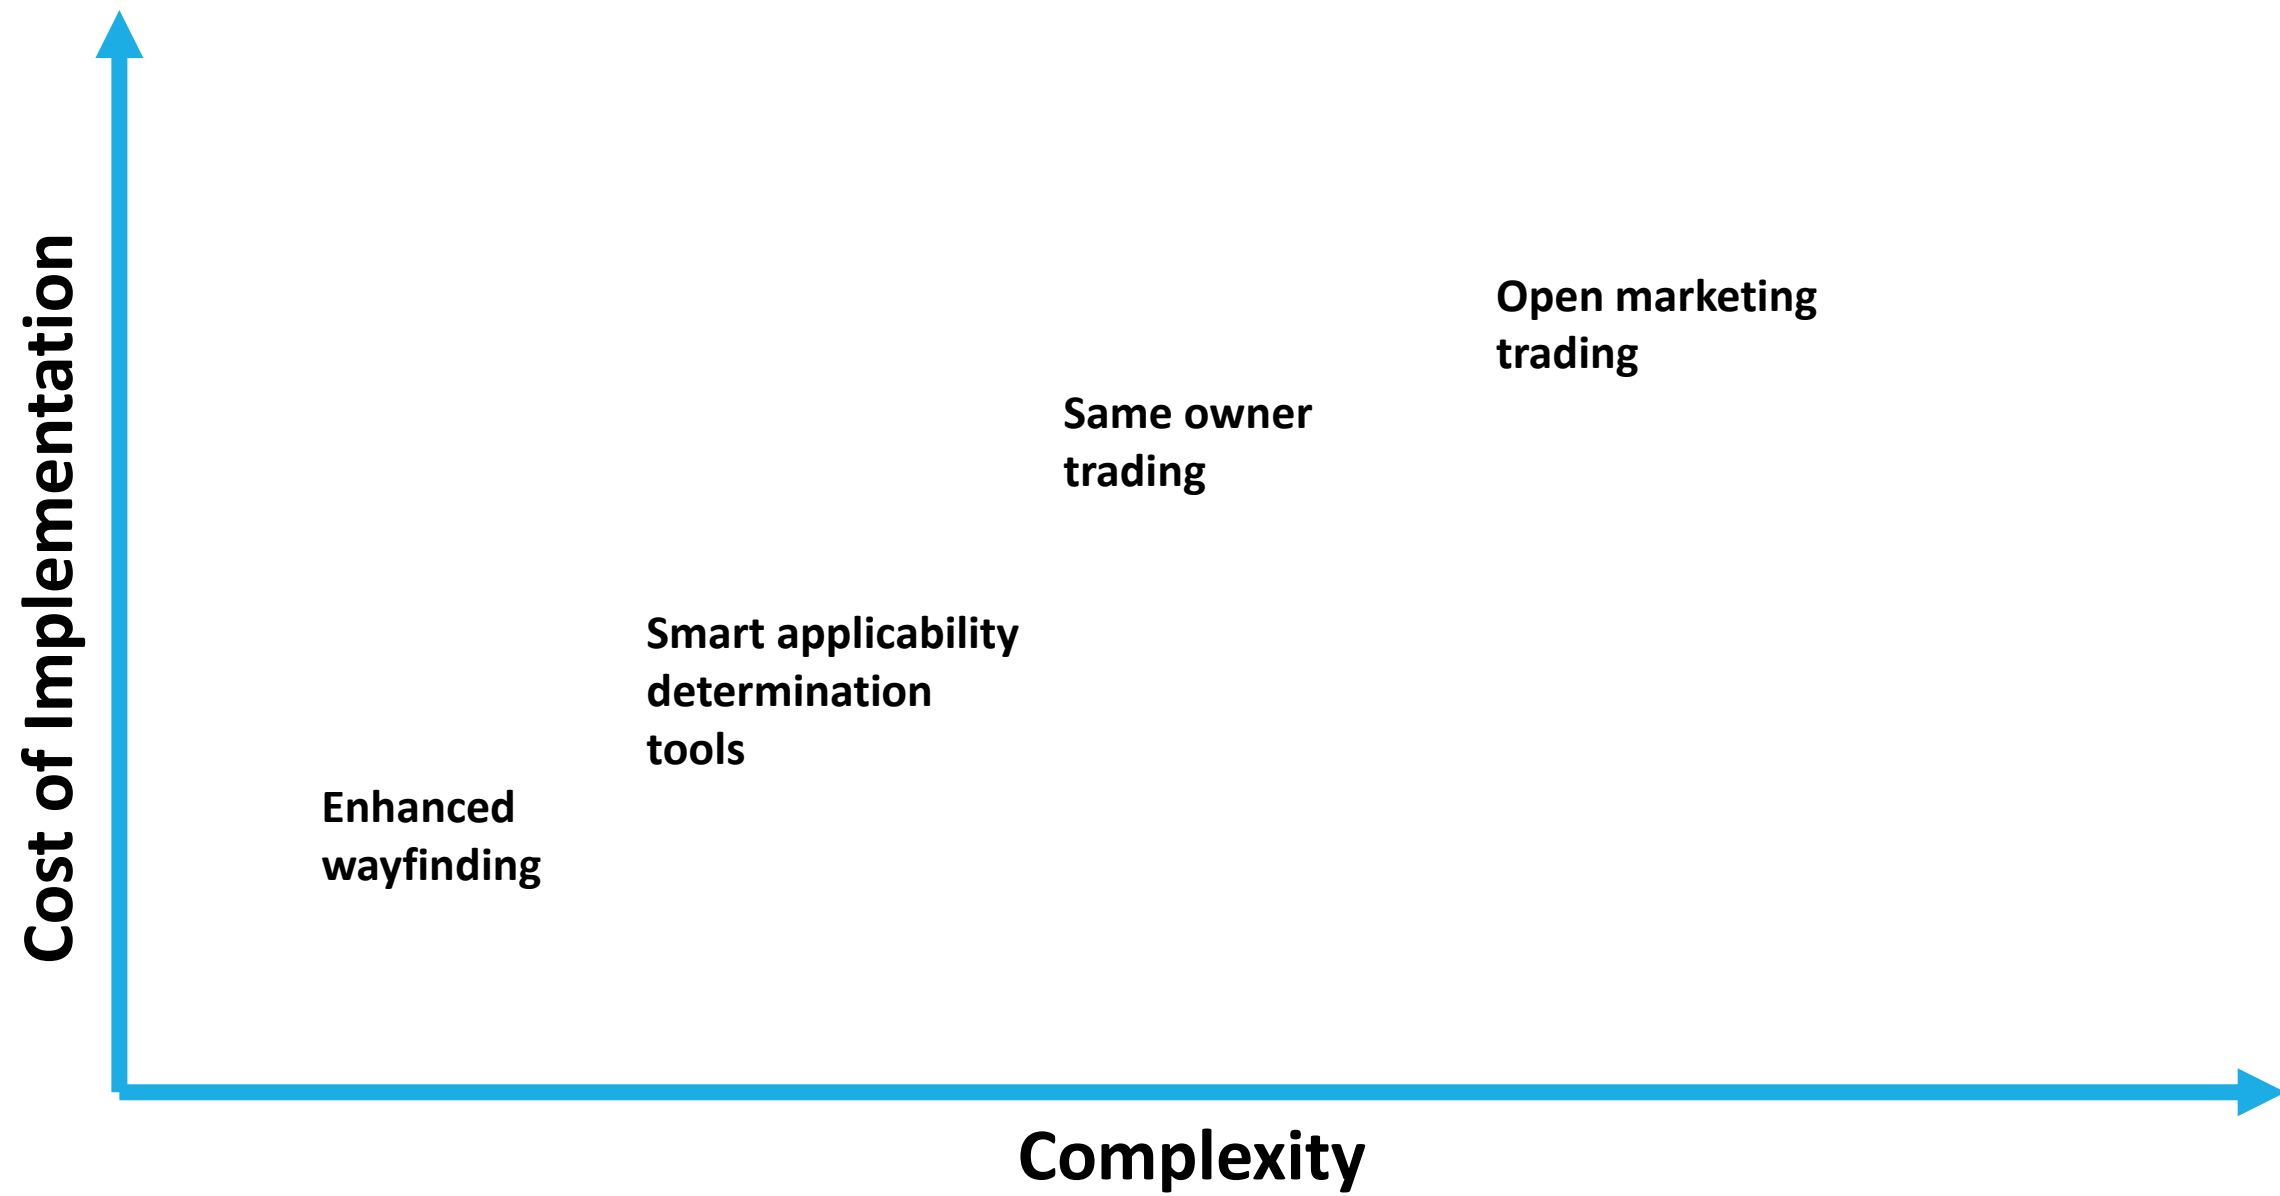 Cost of Implementation
Open marketing
trading
Same owner
trading
Smart applicability
determination
tools
Enhanced
wayfinding
Complexity